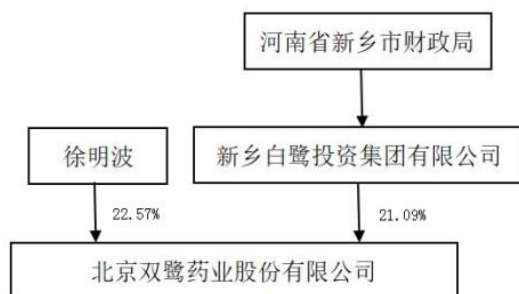 河南省新乡市财政局
徐明波
新乡白鹭投资集团有限公司
22.57%
21.09%
北京双鹭药业股份有限公司